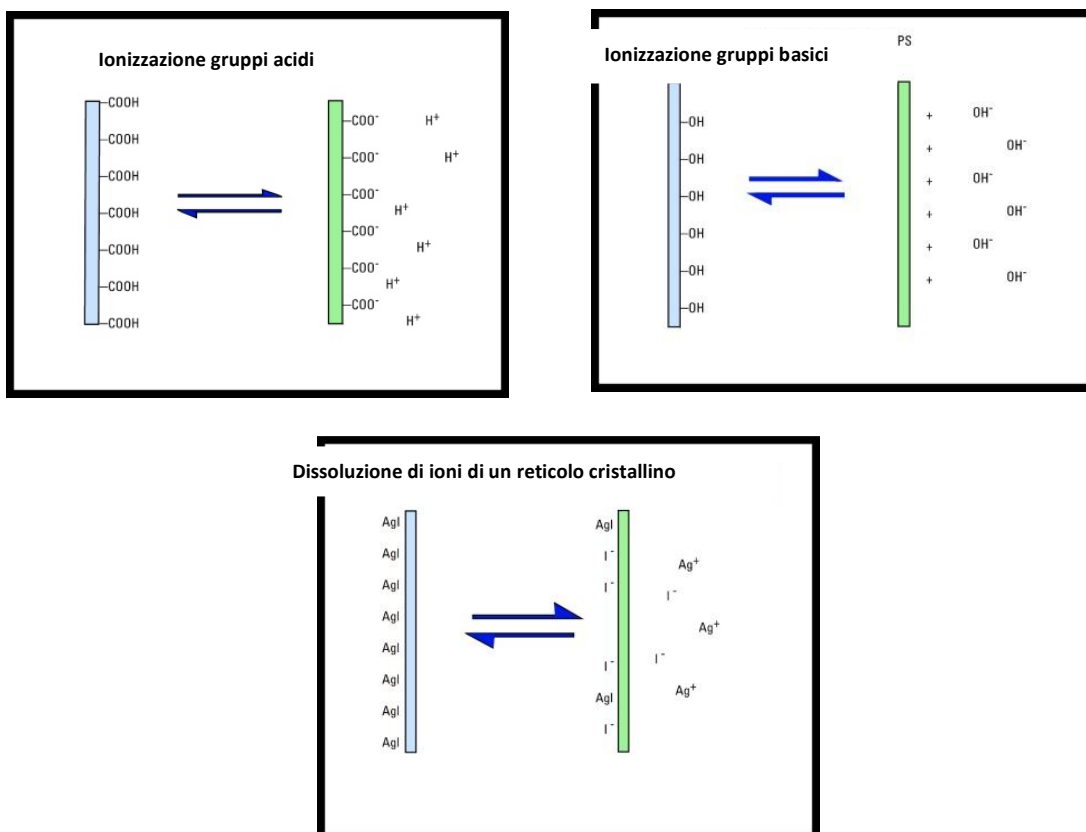 Ionizzazione gruppi acidi
–COOH
–COOH
–COOH
–COOH
–COOH
–COOH
–COOH
–COO⁻ H⁺
–COO⁻ H⁺
–COO⁻
H⁺
–COO⁻
H⁺
–COO⁻
H⁺
–COO⁻
H⁺
PS
Ionizzazione gruppi basici
–OH
–OH
–OH
–OH
–OH
–OH
+ OH⁻
+ OH⁻
+ OH⁻
+ OH⁻
+ OH⁻
+ OH⁻
Dissoluzione di ioni di un reticolo cristallino
AgI
AgI
AgI
AgI
AgI
AgI
AgI
AgI
AgI
I⁻
Ag⁺
I⁻
I⁻
Ag⁺
I⁻
I⁻
Ag⁺
AgI
I⁻